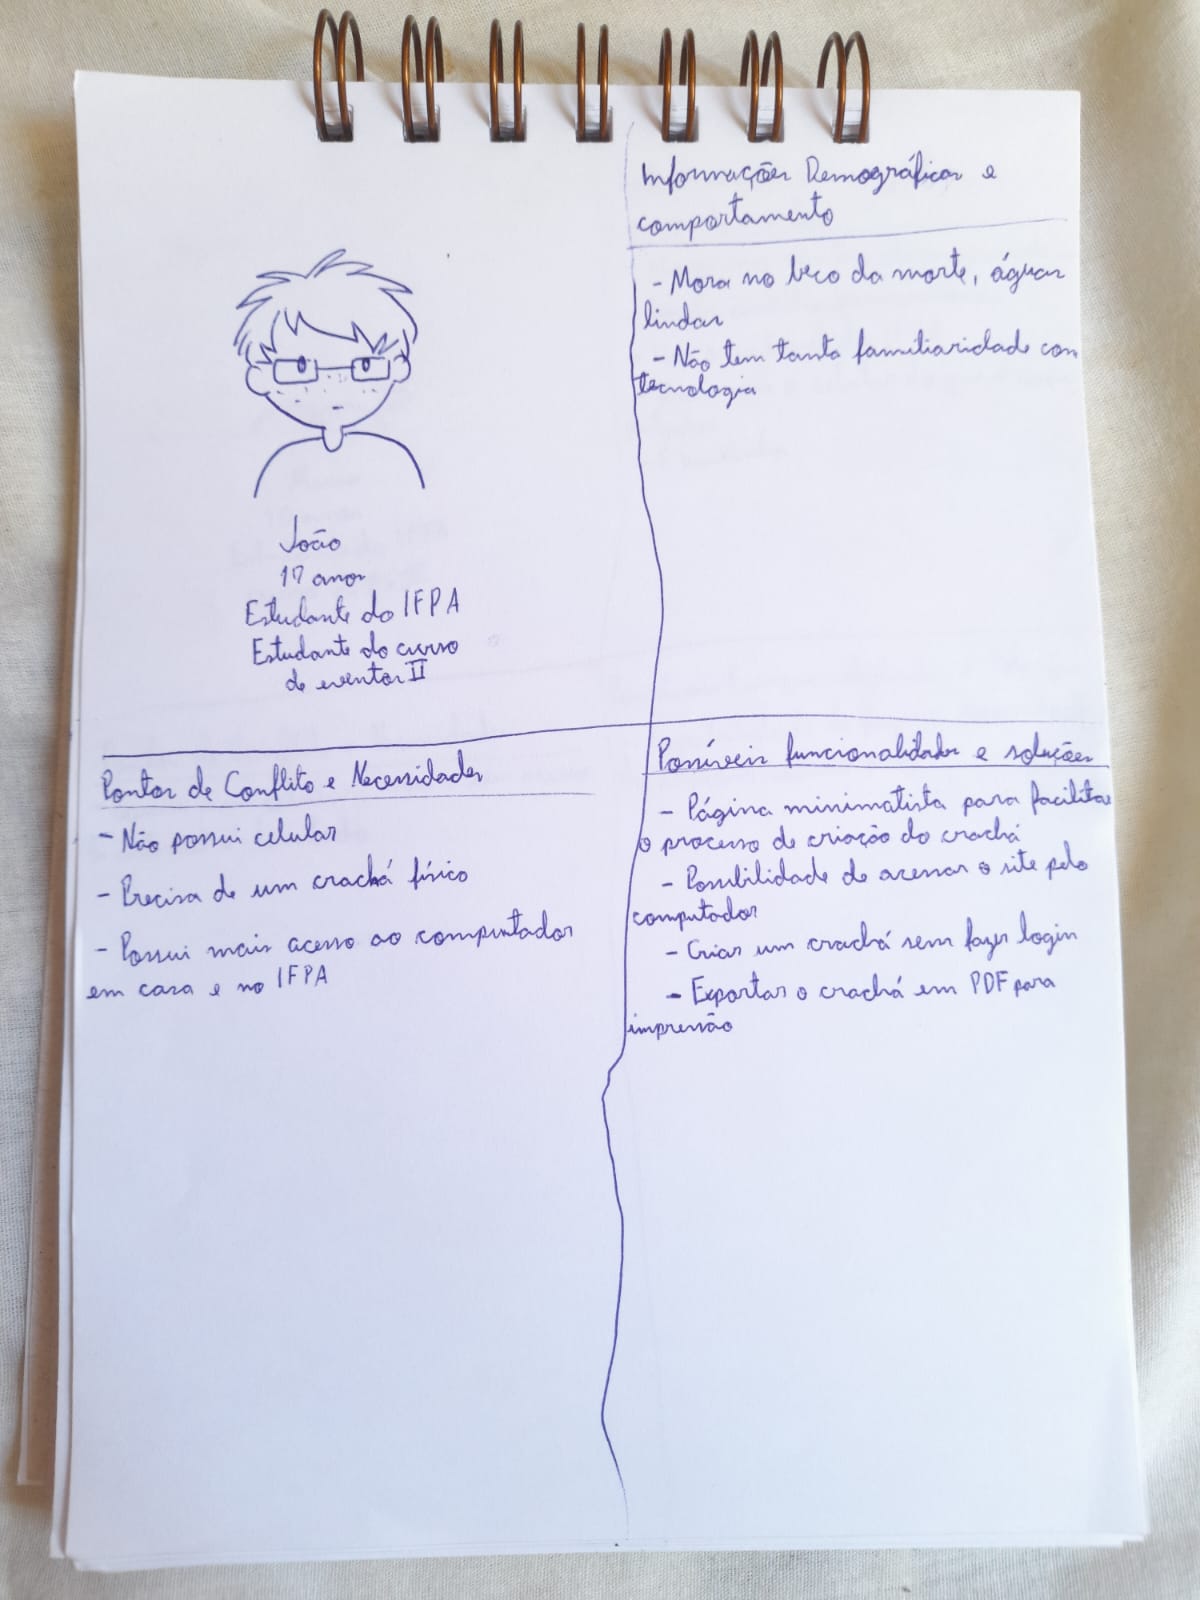 João
17 anos
Estudante do IFPA
Estudante do curso
de eventos II
Informações Demográficas e
comportamento
- Mora no beco da morte, águas
lindas
- Não tem tanta familiaridade com
tecnologia
Pontos de Conflito e Necessidades
- Não possui celular
- Precisa de um crachá físico
- Possui mais acesso ao computador
em casa e no IFPA
Possíveis funcionalidades e soluções
- Página minimalista para facilitar
o processo de criação do crachá
- Possibilidade de acessar o site pelo
computador
- Criar um crachá sem fazer login
- Exportar o crachá em PDF para
impressão